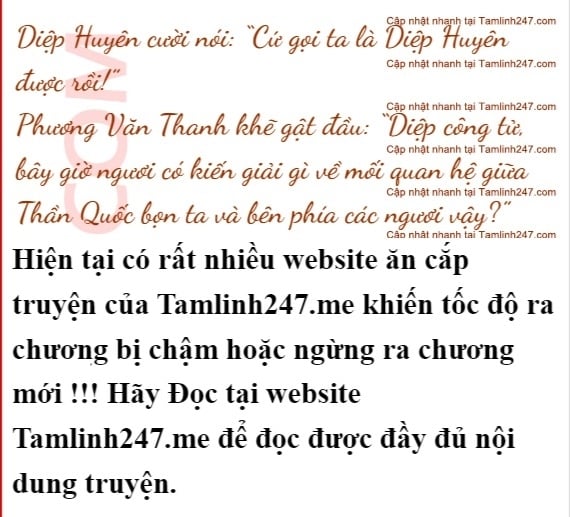 Cập nhật nhanh tại Tamlinh247.com
Diệp Huyên cười nói: “Cứ gọi ta là Diệp Huyên
Cập nhật nhanh tại Tamlinh247.com
được rồi!”
Cập nhật nhanh tại Tamlinh247.com
Phương Văn Thanh khẽ gật đầu: “Diệp công tử,
Cập nhật nhanh tại Tamlinh247.com
bây giờ ngươi có kiến giải gì về mối quan hệ giữa
Cập nhật nhanh tại Tamlinh247.com
Thần Quốc bọn ta và bên phía các ngươi vậy?”
Cập nhật nhanh tại Tamlinh247.com
COM
Hiện tại có rất nhiều website ăn cắp
truyện của Tamlinh247.me khiến tốc độ ra
chương bị chậm hoặc ngừng ra chương
mới !!! Hãy Đọc tại website
Tamlinh247.me để đọc được đầy đủ nội
dung truyện.